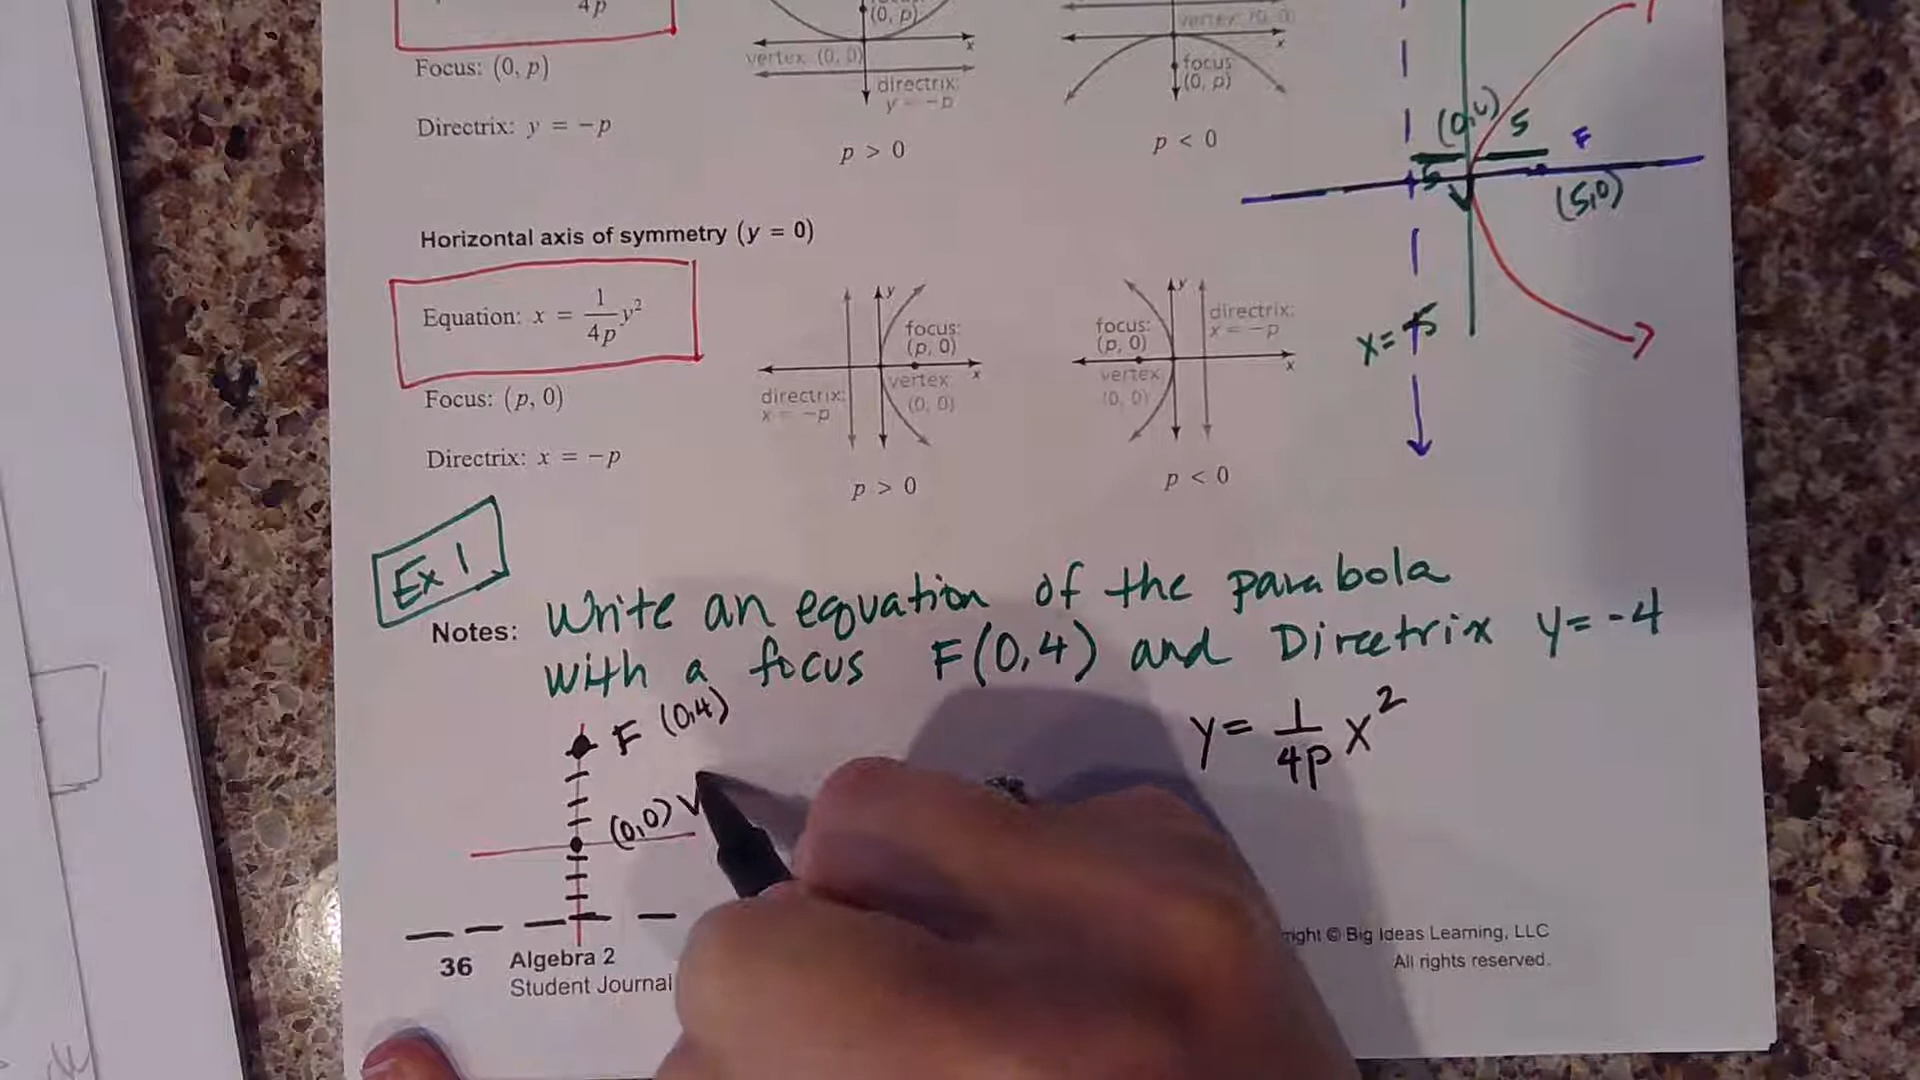 4p
Focus: (0, p)
Directrix: y = −p
(0, p)
vertex: (0, 0)
x
directrix:
y = −p
p > 0
vertex: (0, 0)
x
focus
(0, p)
p < 0
5
F
5
V
(5,0)
x = -5
Horizontal axis of symmetry (y = 0)
Equation: x = 1/4p y²
Focus: (p, 0)
Directrix: x = −p
y
focus:
(p, 0)
x
directrix:
x = −p
vertex
(0, 0)
p > 0
y
directrix:
x = −p
focus:
(p, 0)
x
vertex
(0, 0)
p < 0
Ex 1
Notes: Write an equation of the parabola
with a focus F(0,4) and Directrix y = -4
F (0,4)
y = 1/4p x²
(0,0) V
36 Algebra 2
Student Journal
© Big Ideas Learning, LLC
All rights reserved.